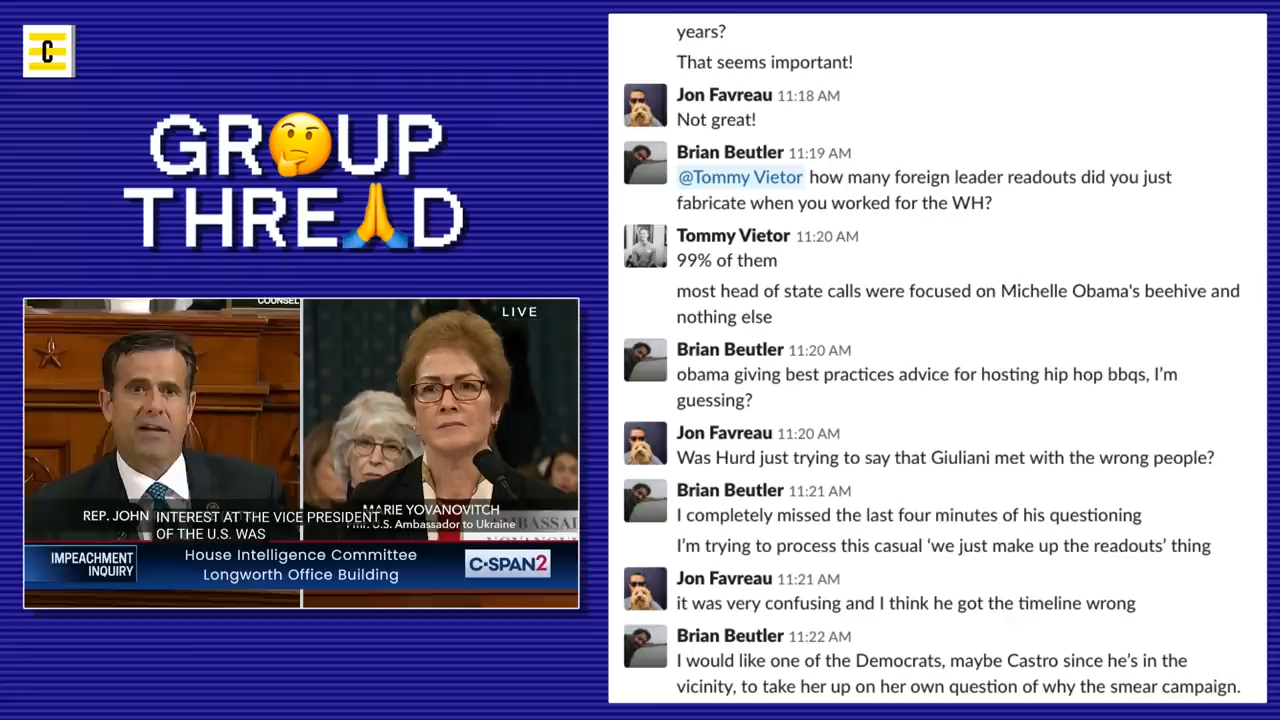 C
GR🤔UP
THRE🙏D
COUNSEL
LIVE
REP. JOHN
INTEREST AT THE VICE PRESIDENT
OF THE U.S. WAS
MARIE YOVANOVITCH
U.S. Ambassador to Ukraine
IMPEACHMENT
INQUIRY
House Intelligence Committee
Longworth Office Building
C-SPAN2
years?
That seems important!
Jon Favreau 11:18 AM
Not great!
Brian Beutler 11:19 AM
@Tommy Vietor how many foreign leader readouts did you just
fabricate when you worked for the WH?
Tommy Vietor 11:20 AM
99% of them
most head of state calls were focused on Michelle Obama's beehive and
nothing else
Brian Beutler 11:20 AM
obama giving best practices advice for hosting hip hop bbqs, I'm
guessing?
Jon Favreau 11:20 AM
Was Hurd just trying to say that Giuliani met with the wrong people?
Brian Beutler 11:21 AM
I completely missed the last four minutes of his questioning
I'm trying to process this casual 'we just make up the readouts' thing
Jon Favreau 11:21 AM
it was very confusing and I think he got the timeline wrong
Brian Beutler 11:22 AM
I would like one of the Democrats, maybe Castro since he's in the
vicinity, to take her up on her own question of why the smear campaign.